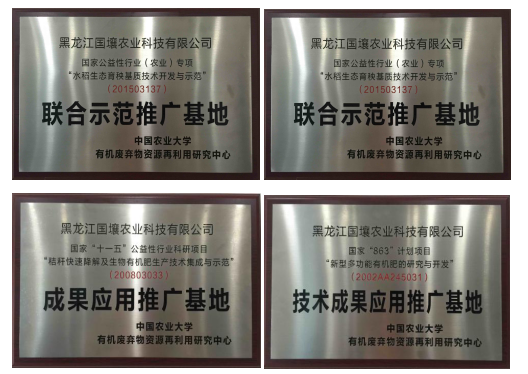 黑龙江国壤农业科技有限公司
国家公益性行业（农业）专项
“水稻生态育秧基质技术开发与示范”
（201503137）
联合示范推广基地
中国农业大学
有机废弃物资源再利用研究中心
黑龙江国壤农业科技有限公司
国家公益性行业（农业）专项
“水稻生态育秧基质技术开发与示范”
（201503137）
联合示范推广基地
中国农业大学
有机废弃物资源再利用研究中心
黑龙江国壤农业科技有限公司
国家“十一五”公益性行业科研项目
“秸秆快速降解及生物有机肥生产技术集成与示范”
（200803033）
成果应用推广基地
中国农业大学
有机废弃物资源再利用研究中心
黑龙江国壤农业科技有限公司
国家“863”计划项目
“新型多功能有机肥的研究与开发”
（2002AA245031）
技术成果应用推广基地
中国农业大学
有机废弃物资源再利用研究中心